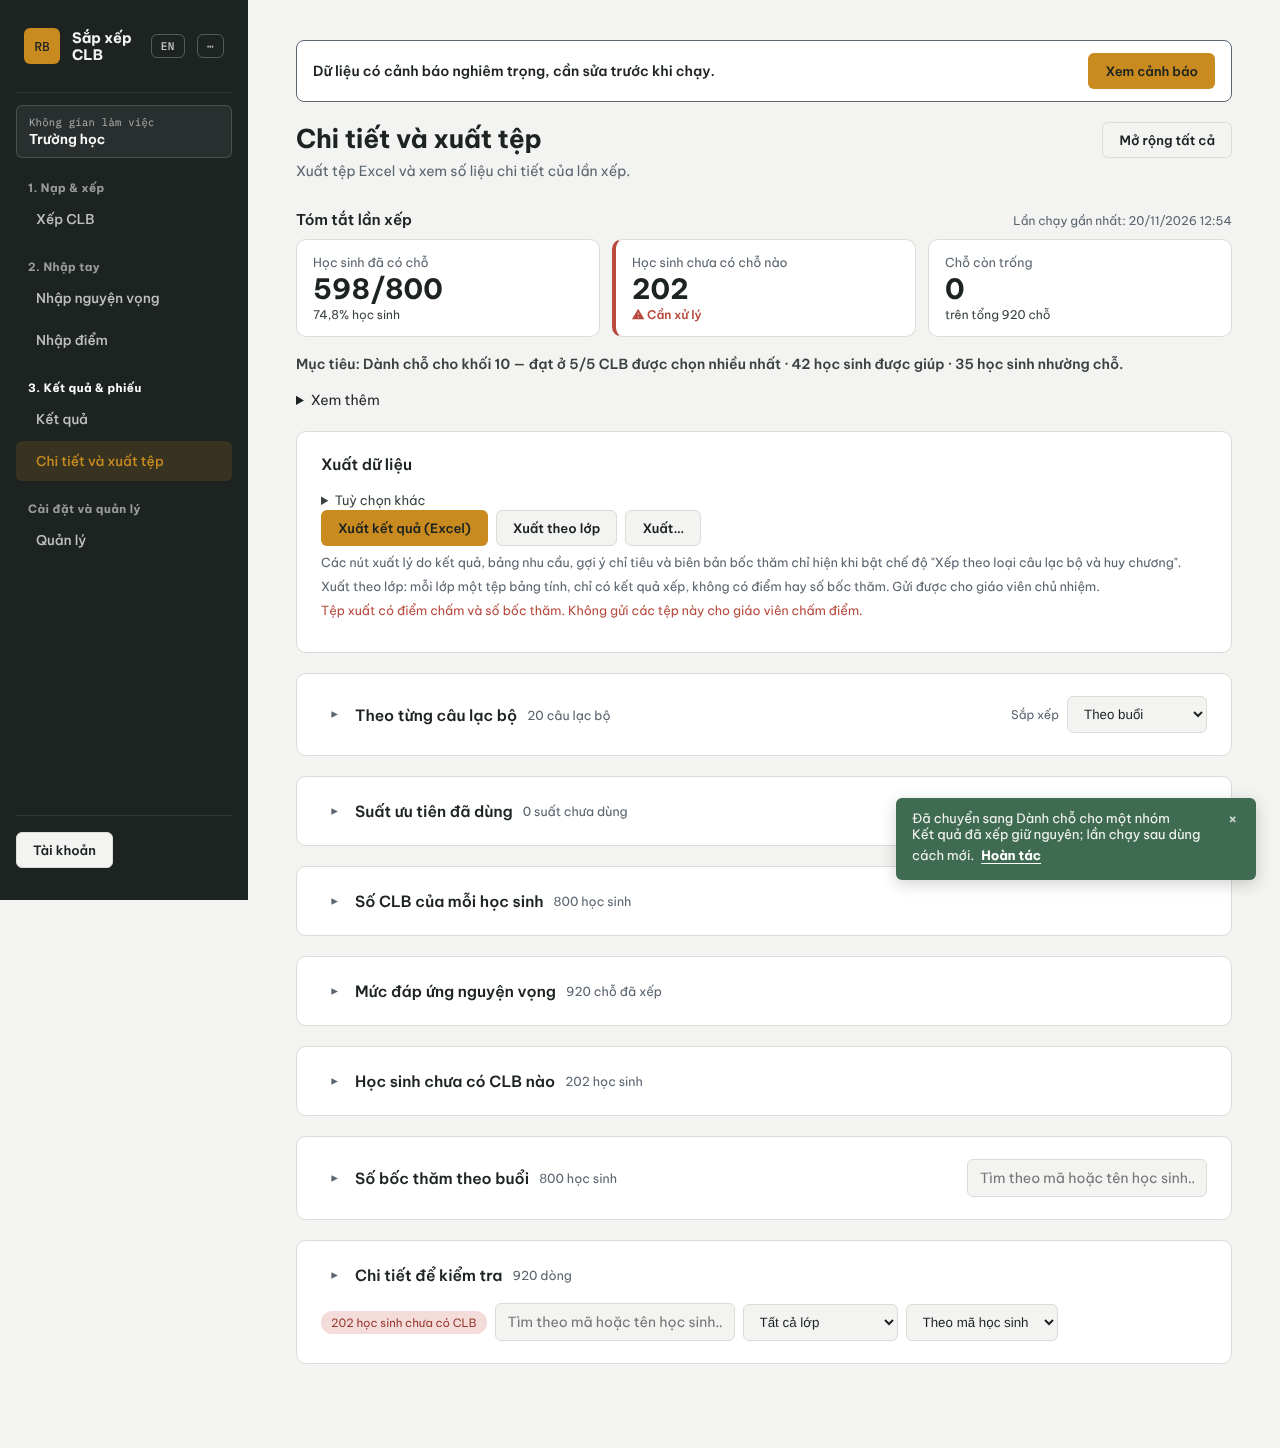 RB
Sắp xếp
CLB
EN
⋯
Không gian làm việc
Trường học
1. Nạp & xếp
Xếp CLB
2. Nhập tay
Nhập nguyện vọng
Nhập điểm
3. Kết quả & phiếu
Kết quả
Chi tiết và xuất tệp
Cài đặt và quản lý
Quản lý
Tài khoản
Dữ liệu có cảnh báo nghiêm trọng, cần sửa trước khi chạy.
Xem cảnh báo
Chi tiết và xuất tệp
Mở rộng tất cả
Xuất tệp Excel và xem số liệu chi tiết của lần xếp.
Tóm tắt lần xếp
Lần chạy gần nhất: 20/11/2026 12:54
Học sinh đã có chỗ
598/800
74,8% học sinh
Học sinh chưa có chỗ nào
202
⚠ Cần xử lý
Chỗ còn trống
0
trên tổng 920 chỗ
Mục tiêu: Dành chỗ cho khối 10 — đạt ở 5/5 CLB được chọn nhiều nhất · 42 học sinh được giúp · 35 học sinh nhường chỗ.
▶ Xem thêm
Xuất dữ liệu
▶ Tuỳ chọn khác
Xuất kết quả (Excel)
Xuất theo lớp
Xuất...
Các nút xuất lý do kết quả, bảng nhu cầu, gợi ý chỉ tiêu và biên bản bốc thăm chỉ hiện khi bật chế độ "Xếp theo loại câu lạc bộ và huy chương".
Xuất theo lớp: mỗi lớp một tệp bảng tính, chỉ có kết quả xếp, không có điểm hay số bốc thăm. Gửi được cho giáo viên chủ nhiệm.
Tệp xuất có điểm chấm và số bốc thăm. Không gửi các tệp này cho giáo viên chấm điểm.
▸ Theo từng câu lạc bộ 20 câu lạc bộ
Sắp xếp
Theo buổi
▸ Suất ưu tiên đã dùng 0 suất chưa dùng
Đã chuyển sang Dành chỗ cho một nhóm
×
Kết quả đã xếp giữ nguyên; lần chạy sau dùng
cách mới. Hoàn tác
▸ Số CLB của mỗi học sinh 800 học sinh
▸ Mức đáp ứng nguyện vọng 920 chỗ đã xếp
▸ Học sinh chưa có CLB nào 202 học sinh
▸ Số bốc thăm theo buổi 800 học sinh
Tìm theo mã hoặc tên học sinh..
▸ Chi tiết để kiểm tra 920 dòng
202 học sinh chưa có CLB
Tìm theo mã hoặc tên học sinh..
Tất cả lớp
Theo mã học sinh